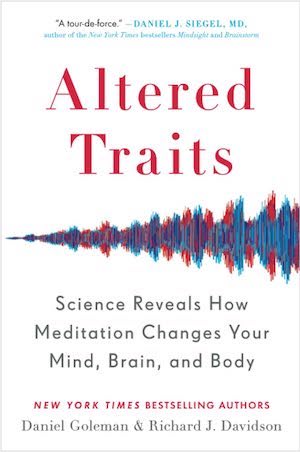 "A tour-de-force." —DANIEL J. SIEGEL, MD,
author of the New York Times bestsellers Mindsight and Brainstorm
Altered
Traits
Science Reveals How
Meditation Changes Your
Mind, Brain, and Body
NEW YORK TIMES BESTSELLING AUTHORS
Daniel Goleman & Richard J. Davidson